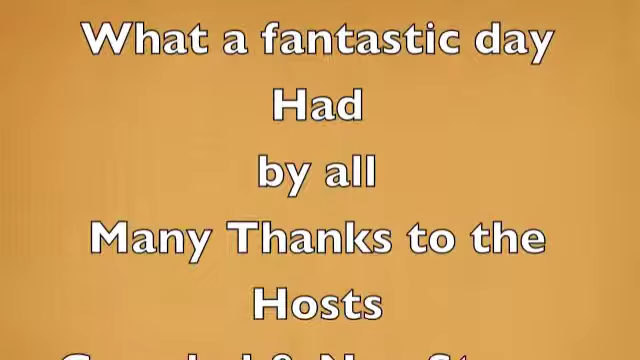 What a fantastic day
Had
by all
Many Thanks to the
Hosts
&